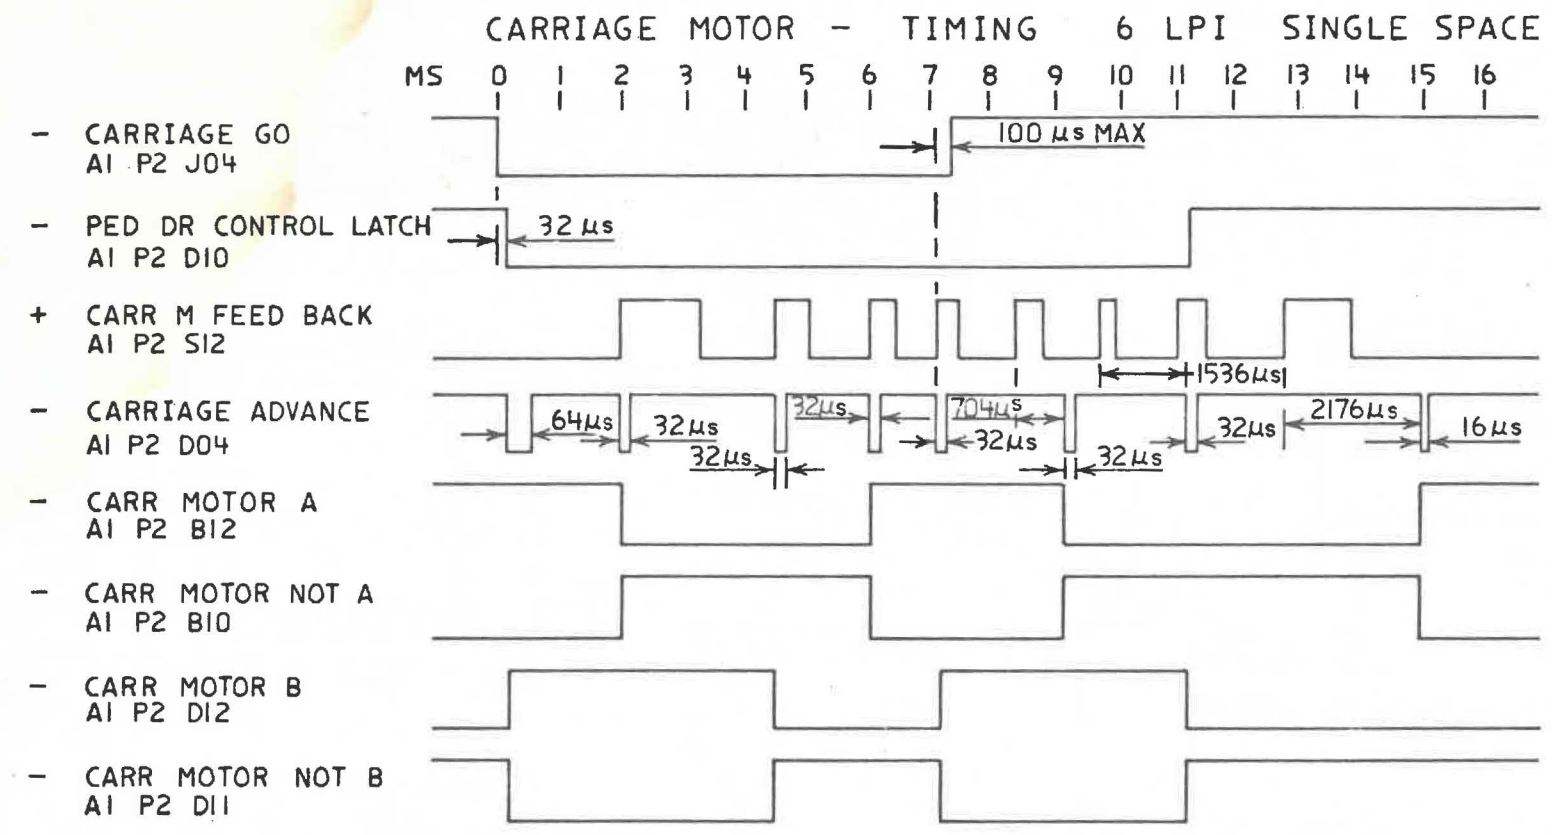 CARRIAGE MOTOR - TIMING 6 LPI SINGLE SPACE
MS 0 1 2 3 4 5 6 7 8 9 10 11 12 13 14 15 16
- CARRIAGE GO
A1 P2 J04
100 µs MAX
- PED DR CONTROL LATCH
A1 P2 D10
32 µs
+ CARR M FEED BACK
A1 P2 S12
1536µs
- CARRIAGE ADVANCE
A1 P2 D04
64µs 32µs 32µs 32µs 704µs 32µs 32µs 32µs 2176µs 16µs
- CARR MOTOR A
A1 P2 B12
- CARR MOTOR NOT A
A1 P2 B10
- CARR MOTOR B
A1 P2 D12
- CARR MOTOR NOT B
A1 P2 D11